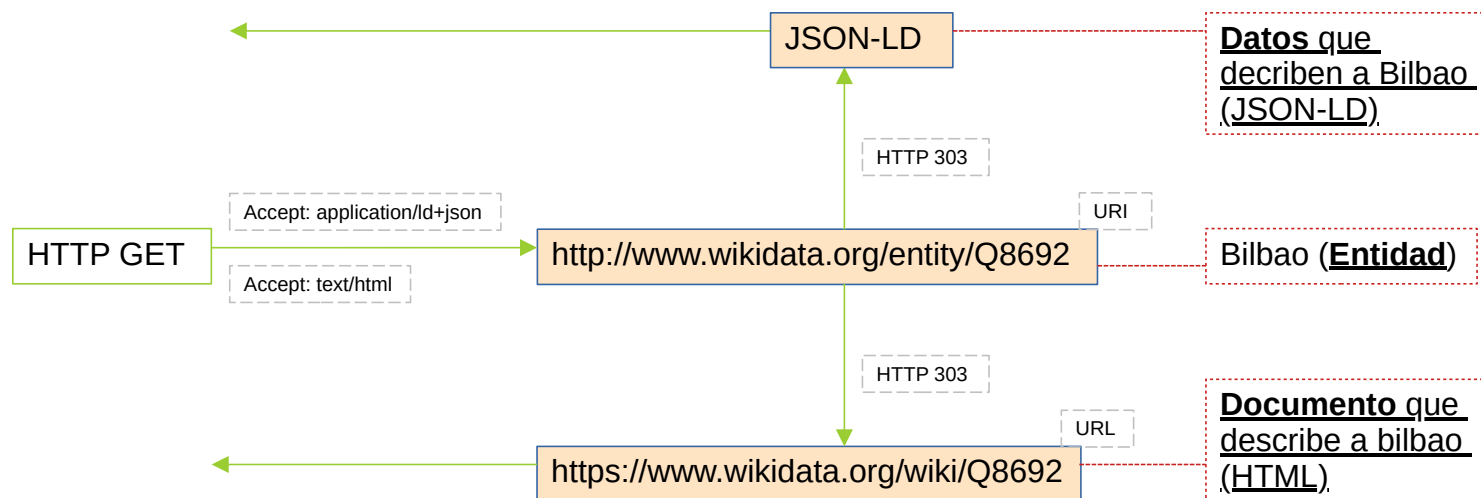 JSON-LD
Datos que
decriben a Bilbao
(JSON-LD)
HTTP 303
Accept: application/ld+json
URI
HTTP GET
http://www.wikidata.org/entity/Q8692
Bilbao (Entidad)
Accept: text/html
HTTP 303
URL
Documento que
describe a bilbao
(HTML)
https://www.wikidata.org/wiki/Q8692